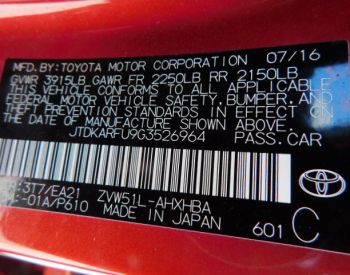 MFD.BY:TOYOTA MOTOR CORPORATION 07/16
GVWR 3915LB GAWR FR 2250LB RR 2150LB
THIS VEHICLE CONFORMS TO ALL APPLICABLE
FEDERAL MOTOR VEHICLE SAFETY,BUMPER,AND
THEFT PREVENTION STANDARDS IN EFFECT ON
THE DATE OF MANUFACTURE SHOWN ABOVE.
JTDKARFU9G3526964 PASS.CAR
3T7/EA21 ZVW51L-AHXHBA
-01A/P610 MADE IN JAPAN 601 C
TOYOTA